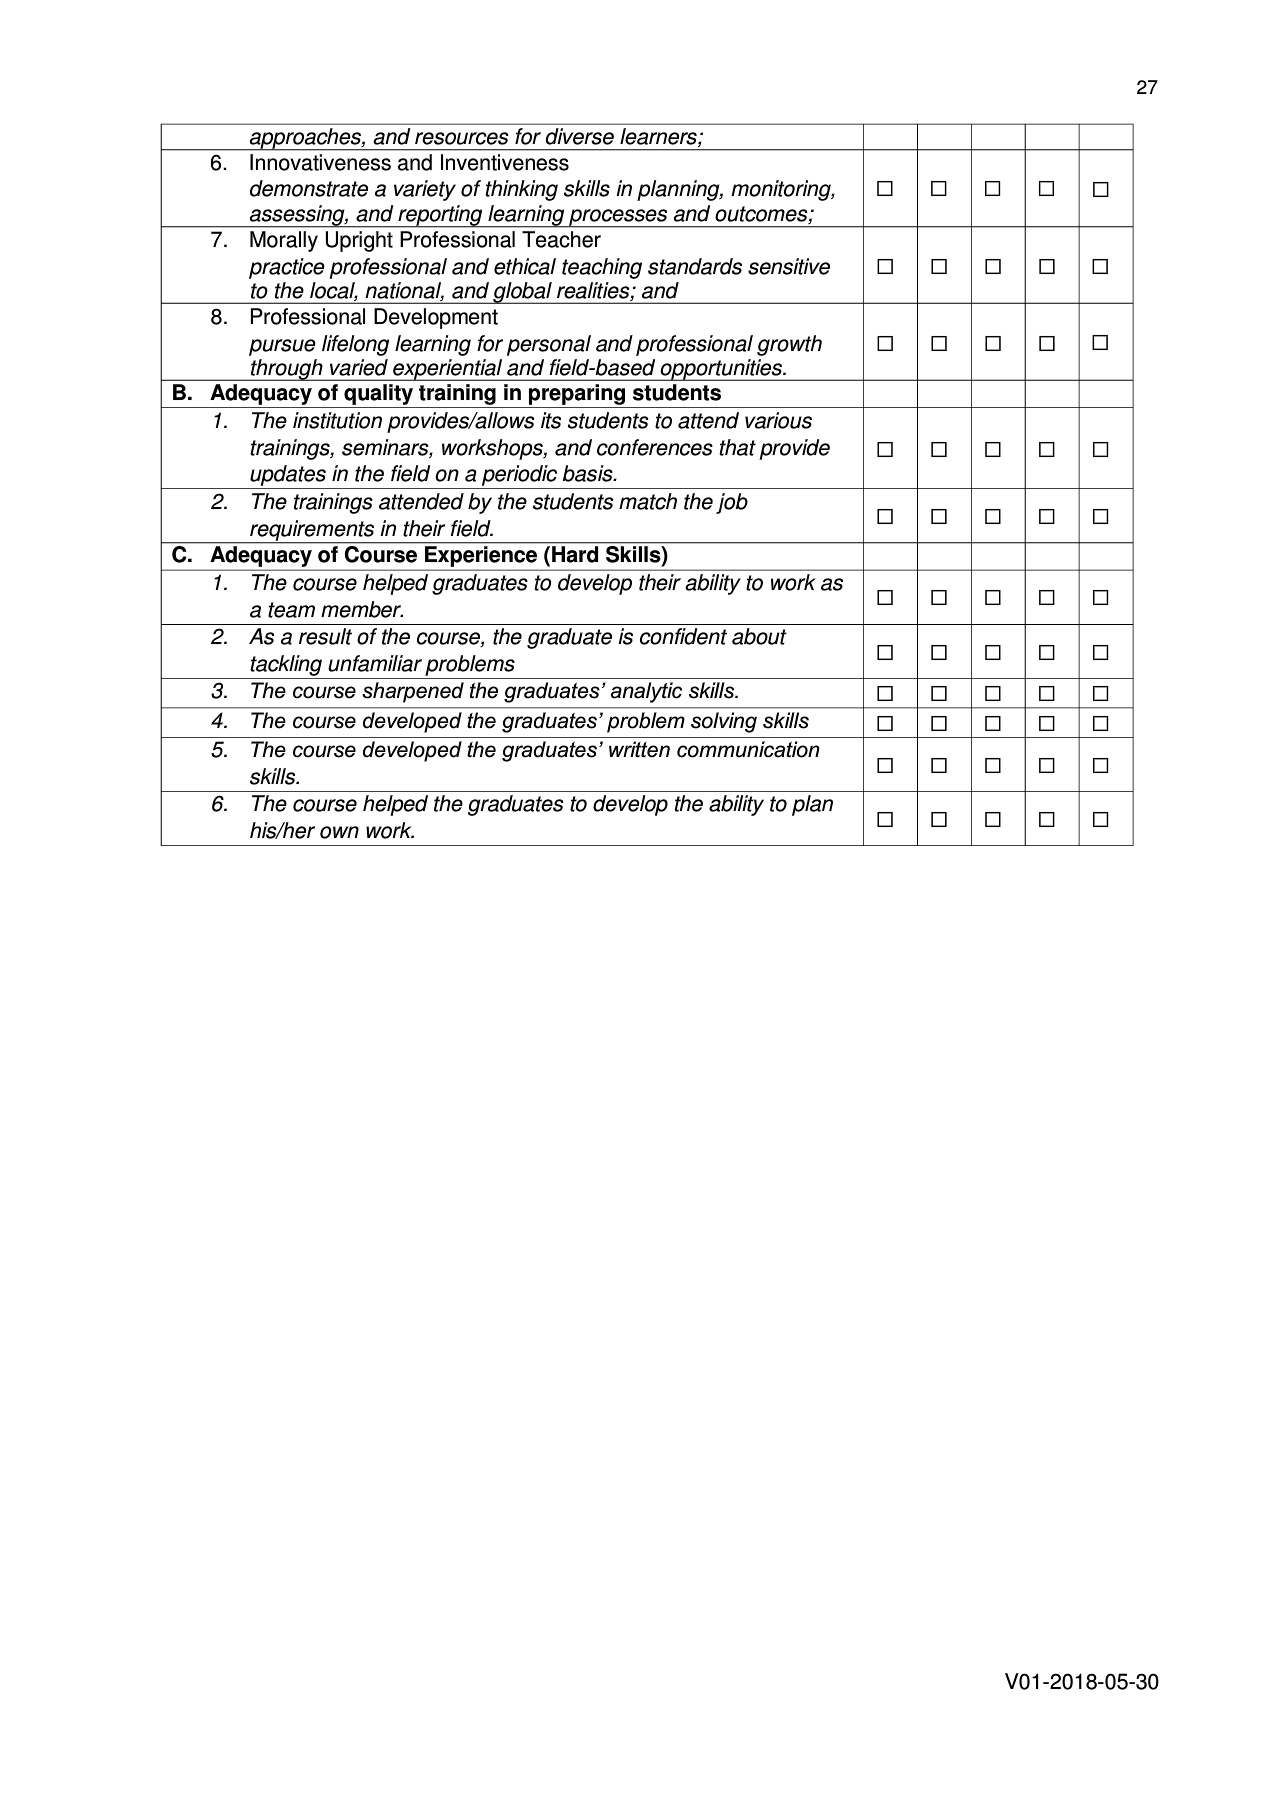 27
approaches, and resources for diverse learners;
6. Innovativeness and Inventiveness
demonstrate a variety of thinking skills in planning, monitoring,
assessing, and reporting learning processes and outcomes;
☐ ☐ ☐ ☐ ☐
7. Morally Upright Professional Teacher
practice professional and ethical teaching standards sensitive
to the local, national, and global realities; and
☐ ☐ ☐ ☐ ☐
8. Professional Development
pursue lifelong learning for personal and professional growth
through varied experiential and field-based opportunities.
☐ ☐ ☐ ☐ ☐
B. Adequacy of quality training in preparing students
1. The institution provides/allows its students to attend various
trainings, seminars, workshops, and conferences that provide
updates in the field on a periodic basis.
☐ ☐ ☐ ☐ ☐
2. The trainings attended by the students match the job
requirements in their field.
☐ ☐ ☐ ☐ ☐
C. Adequacy of Course Experience (Hard Skills)
1. The course helped graduates to develop their ability to work as
a team member.
☐ ☐ ☐ ☐ ☐
2. As a result of the course, the graduate is confident about
tackling unfamiliar problems
☐ ☐ ☐ ☐ ☐
3. The course sharpened the graduates’ analytic skills.
☐ ☐ ☐ ☐ ☐
4. The course developed the graduates’ problem solving skills
☐ ☐ ☐ ☐ ☐
5. The course developed the graduates’ written communication
skills.
☐ ☐ ☐ ☐ ☐
6. The course helped the graduates to develop the ability to plan
his/her own work.
☐ ☐ ☐ ☐ ☐
V01-2018-05-30